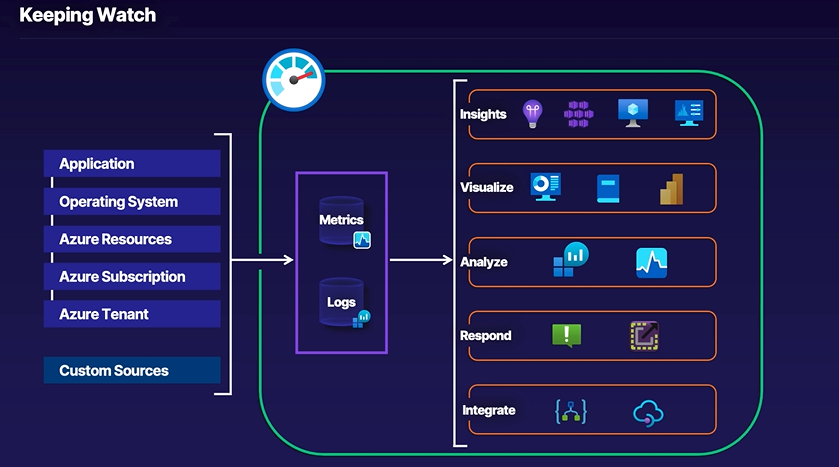 Keeping Watch
Application
Operating System
Azure Resources
Azure Subscription
Azure Tenant
Custom Sources
Metrics
Logs
Insights
Visualize
Analyze
Respond
Integrate